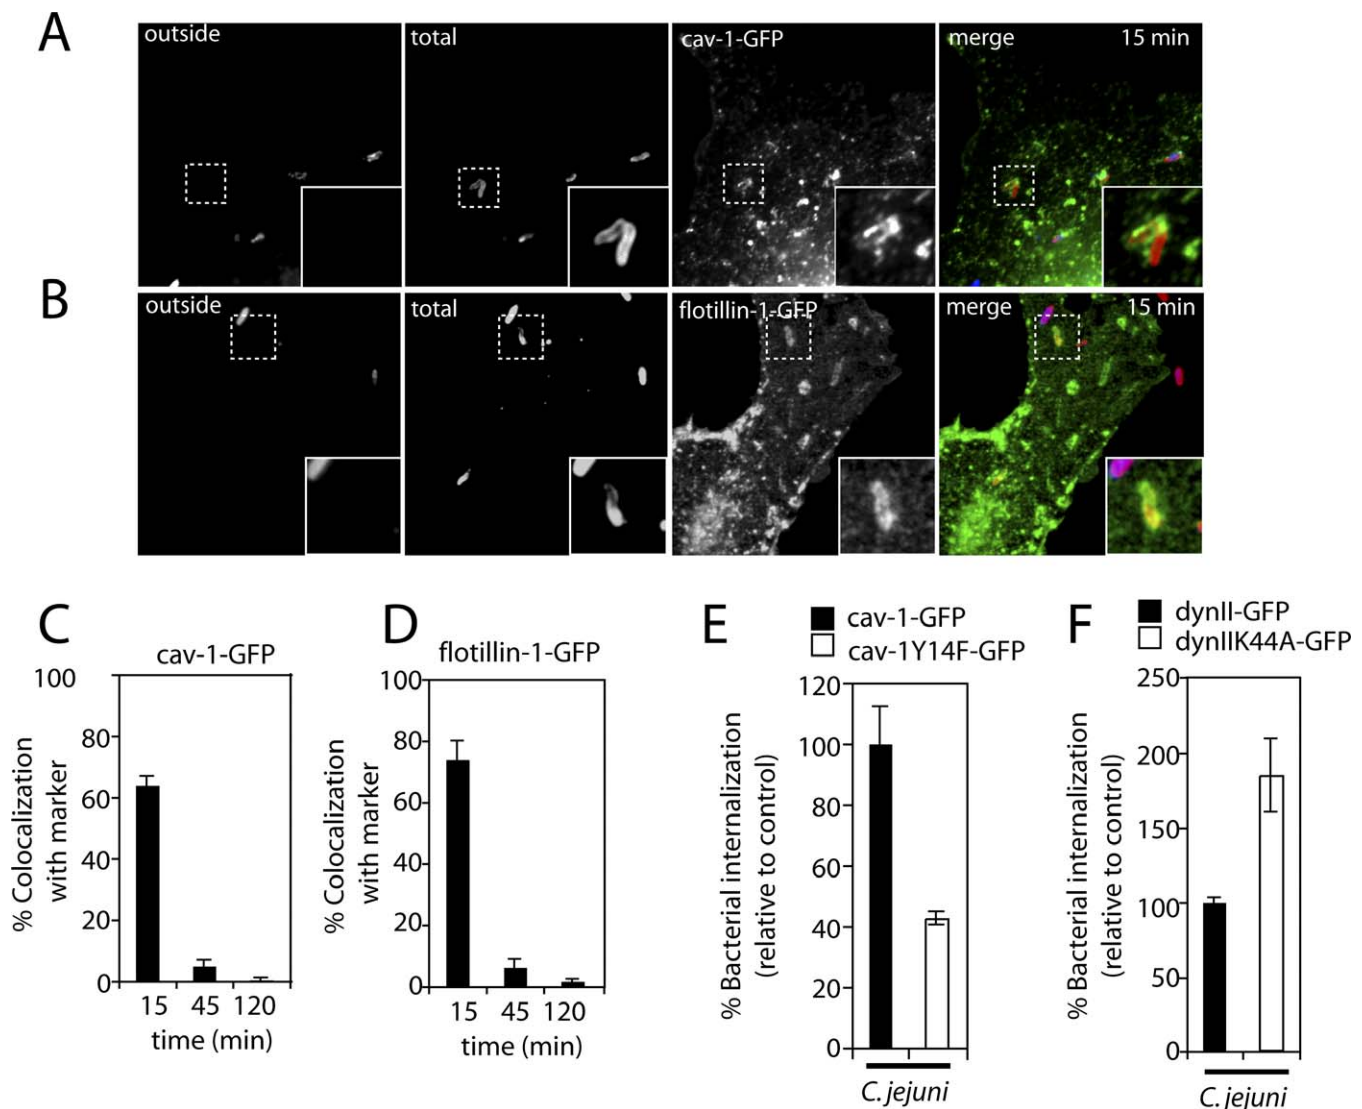 A
outside
total
cav-1-GFP
merge
15 min
B
outside
total
flotillin-1-GFP
merge
15 min
C
cav-1-GFP
% Colocalization
with marker
100
80
60
40
20
0
15 45 120
time (min)
D
flotillin-1-GFP
% Colocalization
with marker
100
80
60
40
20
0
15 45 120
time (min)
E
cav-1-GFP
cav-1Y14F-GFP
% Bacterial internalization
(relative to control)
120
100
80
60
40
20
0
C. jejuni
F
dynII-GFP
dynIIK44A-GFP
% Bacterial internalization
(relative to control)
250
200
150
100
50
0
C. jejuni